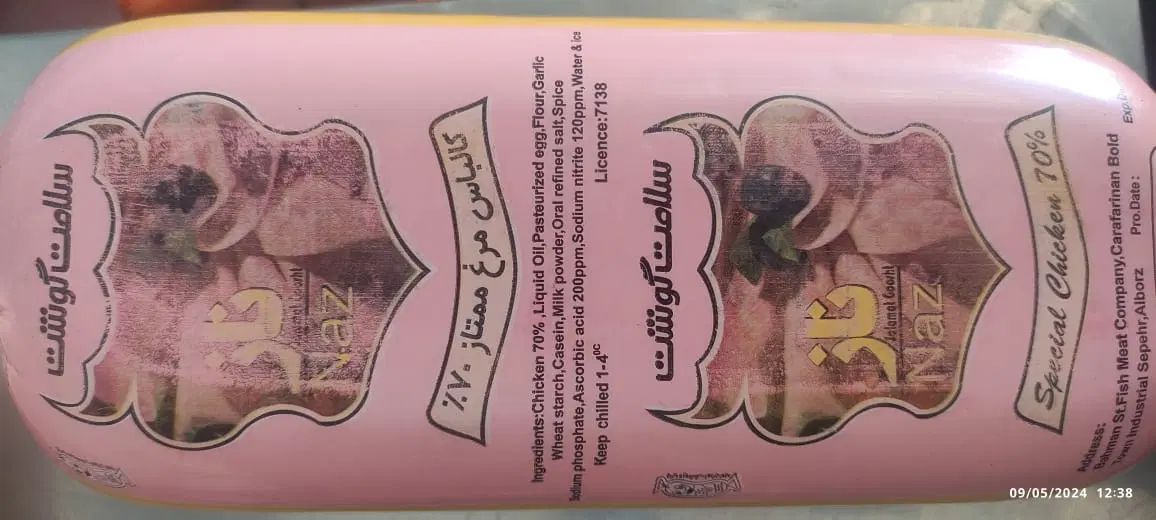 سلامت گوشت
ناز
Salamat Goosht
Naz
کالباس مرغ ممتاز ۷۰٪
Ingredients:Chicken 70% ,Liquid Oil,Pasteurized egg,Flour,Garlic
Wheat starch,Casein,Milk powder,Oral refined salt,Spice
Sodium phosphate,Ascorbic acid 200ppm,Sodium nitrite 120ppm,Water & ice
Keep chilled 1-4⁰C Licence:7138
سلامت گوشت
ناز
Salamat Goosht
Naz
Special Chicken 70%
Address:
Bahman St.Fish Meat Company,Carafarinan Bold
Town Industrial Sepehr,Alborz Pro.Date:
Exp.
09/05/2024 12:38